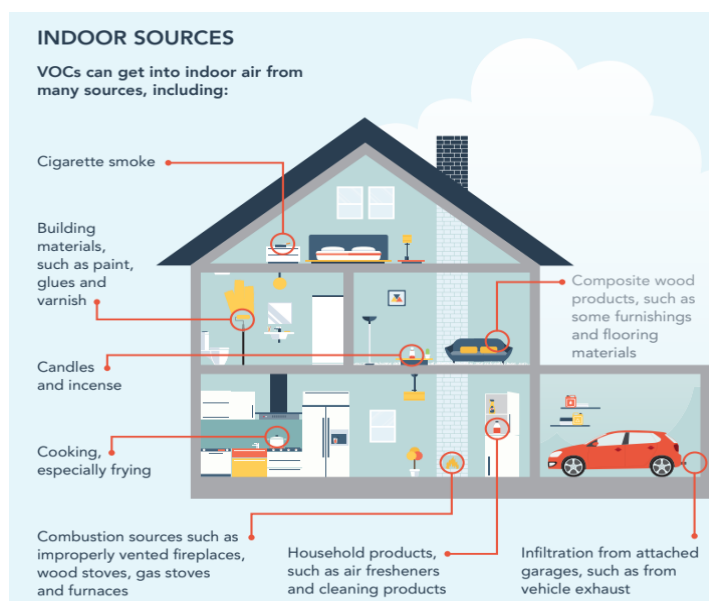 INDOOR SOURCES
VOCs can get into indoor air from
many sources, including:
Cigarette smoke
Building
materials,
such as paint,
glues and
varnish
Composite wood
products, such as
some furnishings
and flooring
materials
Candles
and incense
Cooking,
especially frying
Combustion sources such as
improperly vented fireplaces,
wood stoves, gas stoves
and furnaces
Household products,
such as air fresheners
and cleaning products
Infiltration from attached
garages, such as from
vehicle exhaust